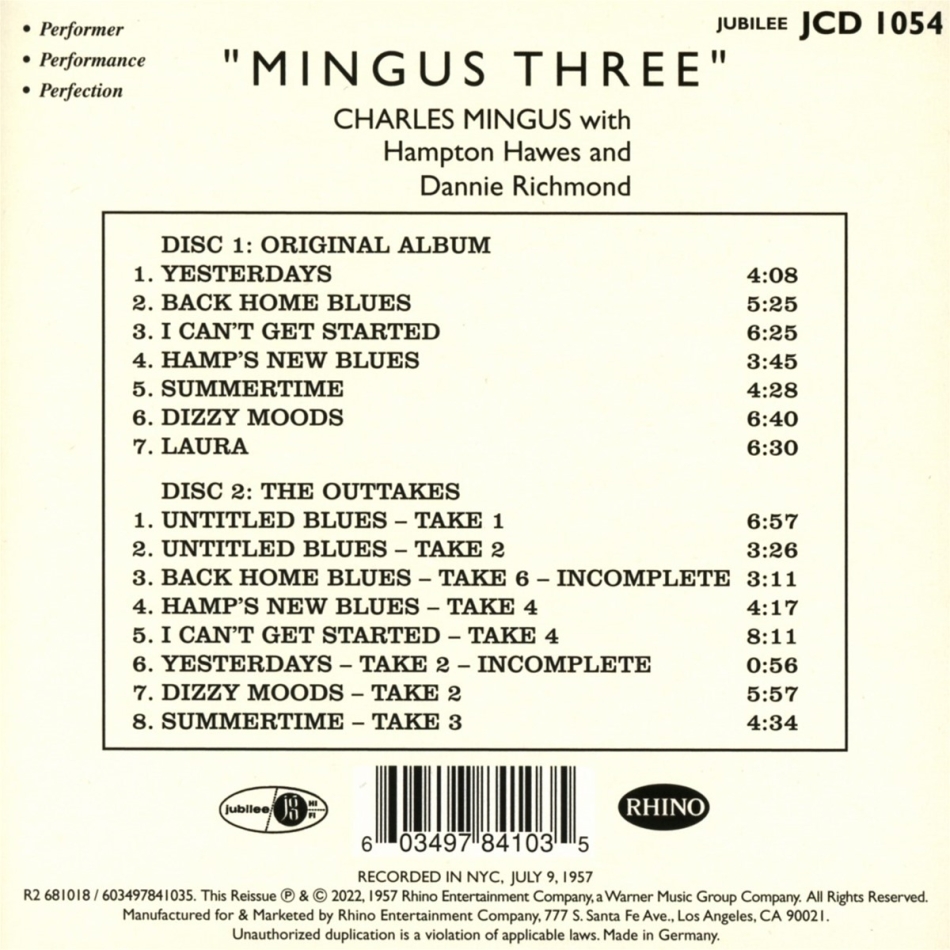 • Performer
• Performance
• Perfection
JUBILEE JCD 1054
"MINGUS THREE"
CHARLES MINGUS with
Hampton Hawes and
Dannie Richmond
DISC 1: ORIGINAL ALBUM
1. YESTERDAYS 4:08
2. BACK HOME BLUES 5:25
3. I CAN'T GET STARTED 6:25
4. HAMP'S NEW BLUES 3:45
5. SUMMERTIME 4:28
6. DIZZY MOODS 6:40
7. LAURA 6:30
DISC 2: THE OUTTAKES
1. UNTITLED BLUES – TAKE 1 6:57
2. UNTITLED BLUES – TAKE 2 3:26
3. BACK HOME BLUES – TAKE 6 – INCOMPLETE 3:11
4. HAMP'S NEW BLUES – TAKE 4 4:17
5. I CAN'T GET STARTED – TAKE 4 8:11
6. YESTERDAYS – TAKE 2 – INCOMPLETE 0:56
7. DIZZY MOODS – TAKE 2 5:57
8. SUMMERTIME – TAKE 3 4:34
jubilee HI FI
6 03497 84103 5
RHINO
RECORDED IN NYC, JULY 9, 1957
R2 681018 / 603497841035. This Reissue ℗ & © 2022, 1957 Rhino Entertainment Company, a Warner Music Group Company. All Rights Reserved.
Manufactured for & Marketed by Rhino Entertainment Company, 777 S. Santa Fe Ave., Los Angeles, CA 90021.
Unauthorized duplication is a violation of applicable laws. Made in Germany.